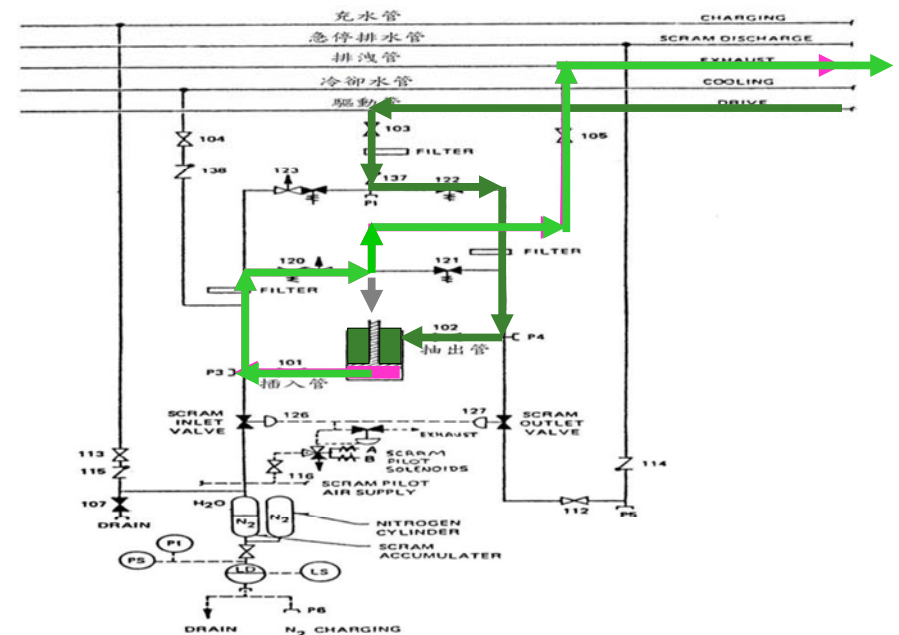 充水管 CHARGING
急停排水管 SCRAM DISCHARGE
排洩管 EXHAUST
冷卻水管 COOLING
驅動管 DRIVE
104
103
105
FILTER
138
123
137
122
P1
FILTER
120
121
FILTER
102
P4
抽出管
101
P3
插入管
SCRAM
INLET
VALVE
126
127
SCRAM
OUTLET
VALVE
EXHAUST
A
B
SCRAM
PILOT
SOLENOIDS
113
115
116
114
SCRAM PILOT
AIR SUPPLY
107
H₂O
N₂
N₂
112
P5
DRAIN
NITROGEN
CYLINDER
SCRAM
ACCUMULATER
PI
PS
LD
LS
P6
DRAIN
N₂ CHARGING